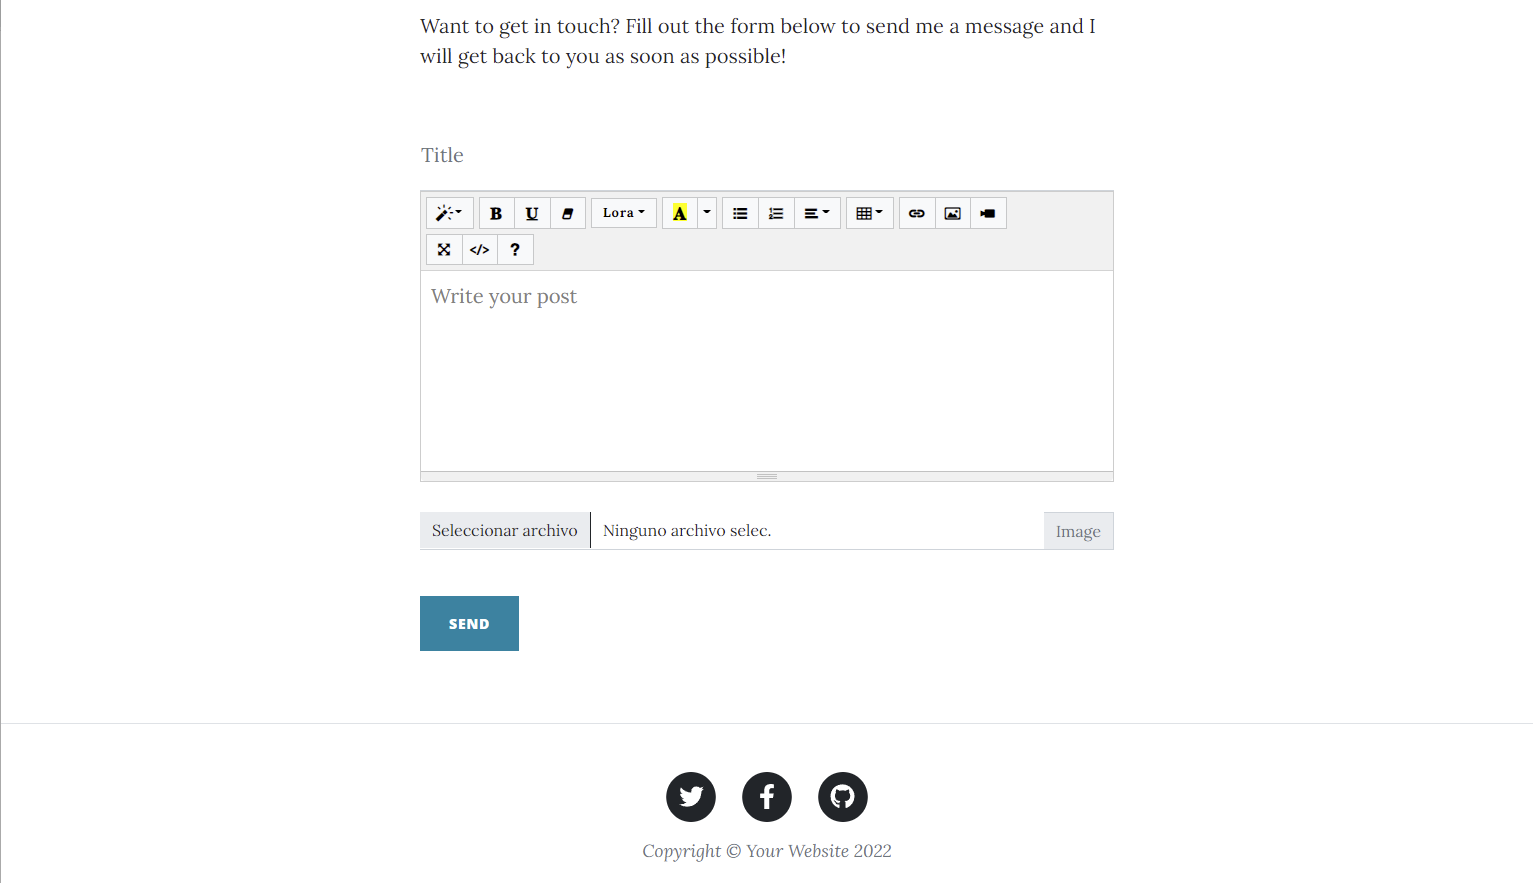 Want to get in touch? Fill out the form below to send me a message and I
will get back to you as soon as possible!
Title
B U Lora A
</> ?
Write your post
Seleccionar archivo Ninguno archivo selec. Image
SEND
Copyright © Your Website 2022